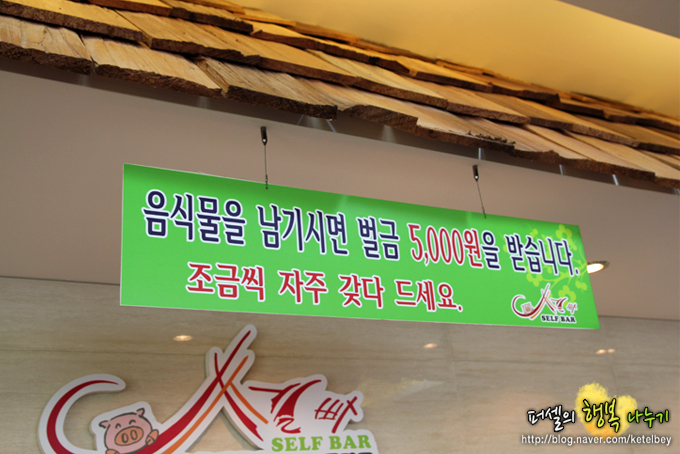 음식물을 남기시면 벌금 5,000원을 받습니다.
조금씩 자주 갖다 드세요.
SELF BAR
SELF BAR
퍼셀의 행복 나누기
http://blog.naver.com/ketelbey